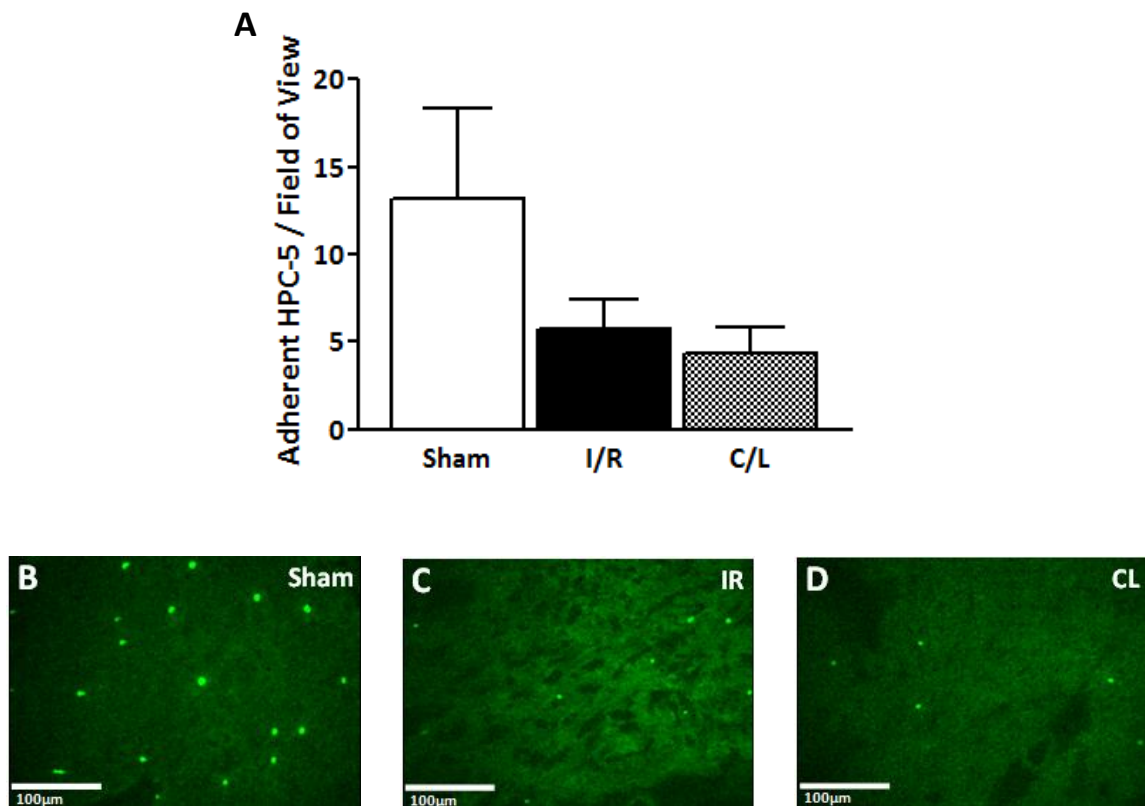 A
Adherent HPC-5 / Field of View
20
15
10
5
0
Sham
I/R
C/L
B
Sham
100µm
C
IR
100µm
D
CL
100µm